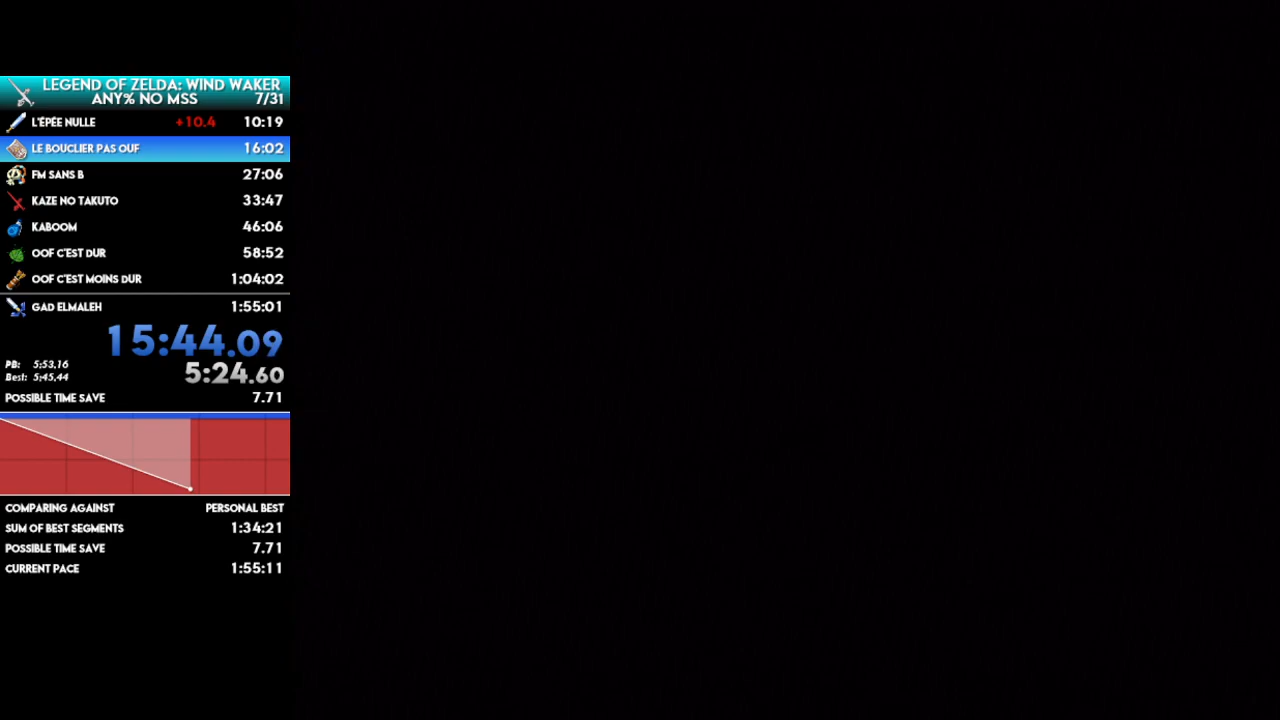 LEGEND OF ZELDA: WIND WAKER
ANY% NO MSS 7/31
L'ÉPÉE NULLE +10.4 10:19
LE BOUCLIER PAS OUF 16:02
FM SANS B 27:06
KAZE NO TAKUTO 33:47
KABOOM 46:06
OOF C'EST DUR 58:52
OOF C'EST MOINS DUR 1:04:02
GAD ELMALEH 1:55:01
15:44.09
PB: 5:53.16
Best: 5:45.44
5:24.60
POSSIBLE TIME SAVE 7.71
COMPARING AGAINST PERSONAL BEST
SUM OF BEST SEGMENTS 1:34:21
POSSIBLE TIME SAVE 7.71
CURRENT PACE 1:55:11